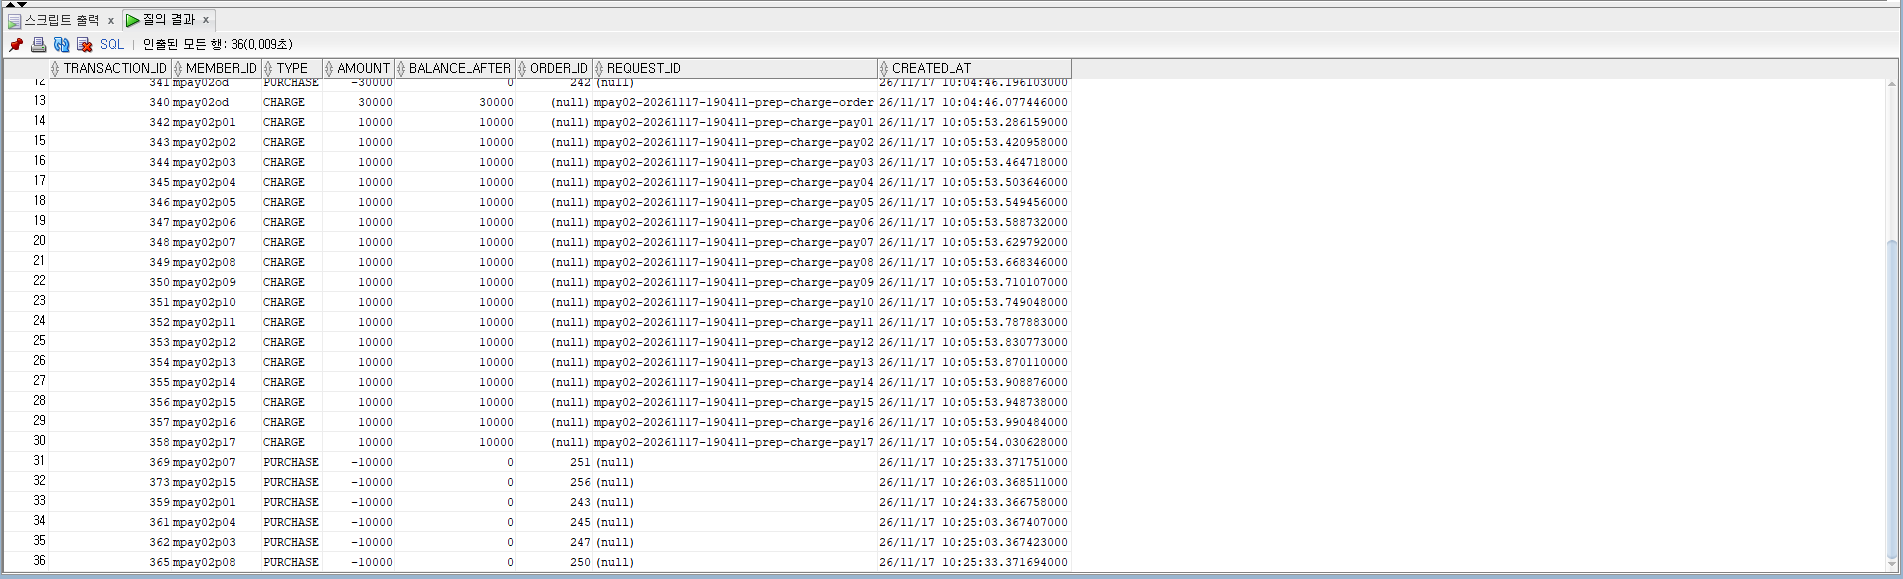 스크립트 출력 x 질의 결과 x
SQL | 인출된 모든 행: 36(0,009초)
TRANSACTION_ID MEMBER_ID TYPE AMOUNT BALANCE_AFTER ORDER_ID REQUEST_ID CREATED_AT
12 341 mpay02od PURCHASE -30000 0 242 (null) 26/11/17 10:04:46.196103000
13 340 mpay02od CHARGE 30000 30000 (null) mpay02-20261117-190411-prep-charge-order 26/11/17 10:04:46.077446000
14 342 mpay02p01 CHARGE 10000 10000 (null) mpay02-20261117-190411-prep-charge-pay01 26/11/17 10:05:53.286159000
15 343 mpay02p02 CHARGE 10000 10000 (null) mpay02-20261117-190411-prep-charge-pay02 26/11/17 10:05:53.420958000
16 344 mpay02p03 CHARGE 10000 10000 (null) mpay02-20261117-190411-prep-charge-pay03 26/11/17 10:05:53.464718000
17 345 mpay02p04 CHARGE 10000 10000 (null) mpay02-20261117-190411-prep-charge-pay04 26/11/17 10:05:53.503646000
18 346 mpay02p05 CHARGE 10000 10000 (null) mpay02-20261117-190411-prep-charge-pay05 26/11/17 10:05:53.549456000
19 347 mpay02p06 CHARGE 10000 10000 (null) mpay02-20261117-190411-prep-charge-pay06 26/11/17 10:05:53.588732000
20 348 mpay02p07 CHARGE 10000 10000 (null) mpay02-20261117-190411-prep-charge-pay07 26/11/17 10:05:53.629792000
21 349 mpay02p08 CHARGE 10000 10000 (null) mpay02-20261117-190411-prep-charge-pay08 26/11/17 10:05:53.668346000
22 350 mpay02p09 CHARGE 10000 10000 (null) mpay02-20261117-190411-prep-charge-pay09 26/11/17 10:05:53.710107000
23 351 mpay02p10 CHARGE 10000 10000 (null) mpay02-20261117-190411-prep-charge-pay10 26/11/17 10:05:53.749048000
24 352 mpay02p11 CHARGE 10000 10000 (null) mpay02-20261117-190411-prep-charge-pay11 26/11/17 10:05:53.787883000
25 353 mpay02p12 CHARGE 10000 10000 (null) mpay02-20261117-190411-prep-charge-pay12 26/11/17 10:05:53.830773000
26 354 mpay02p13 CHARGE 10000 10000 (null) mpay02-20261117-190411-prep-charge-pay13 26/11/17 10:05:53.870110000
27 355 mpay02p14 CHARGE 10000 10000 (null) mpay02-20261117-190411-prep-charge-pay14 26/11/17 10:05:53.908876000
28 356 mpay02p15 CHARGE 10000 10000 (null) mpay02-20261117-190411-prep-charge-pay15 26/11/17 10:05:53.948738000
29 357 mpay02p16 CHARGE 10000 10000 (null) mpay02-20261117-190411-prep-charge-pay16 26/11/17 10:05:53.990484000
30 358 mpay02p17 CHARGE 10000 10000 (null) mpay02-20261117-190411-prep-charge-pay17 26/11/17 10:05:54.030628000
31 369 mpay02p07 PURCHASE -10000 0 251 (null) 26/11/17 10:25:33.371751000
32 373 mpay02p15 PURCHASE -10000 0 256 (null) 26/11/17 10:26:03.368511000
33 359 mpay02p01 PURCHASE -10000 0 243 (null) 26/11/17 10:24:33.366758000
34 361 mpay02p04 PURCHASE -10000 0 245 (null) 26/11/17 10:25:03.367407000
35 362 mpay02p03 PURCHASE -10000 0 247 (null) 26/11/17 10:25:03.367423000
36 365 mpay02p08 PURCHASE -10000 0 250 (null) 26/11/17 10:25:33.371694000